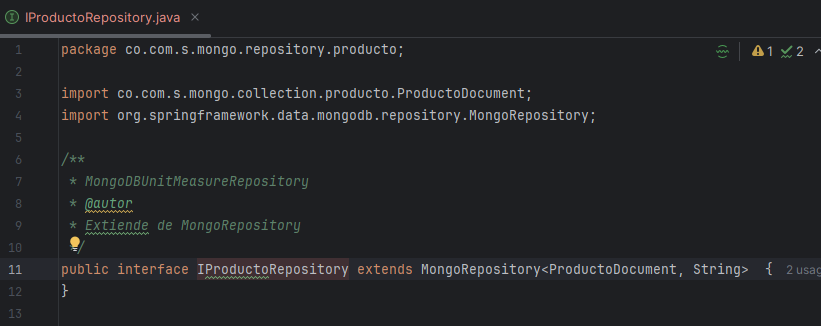 IProductoRepository.java
1 package co.com.s.mongo.repository.producto;
1 2
2
3 import co.com.s.mongo.collection.producto.ProductoDocument;
4 import org.springframework.data.mongodb.repository.MongoRepository;
5
6 /**
7 * MongoDBUnitMeasureRepository
8 * @autor
9 * Extiende de MongoRepository
10 /
11 public interface IProductoRepository extends MongoRepository<ProductoDocument, String> { 2 usag
12 }
13